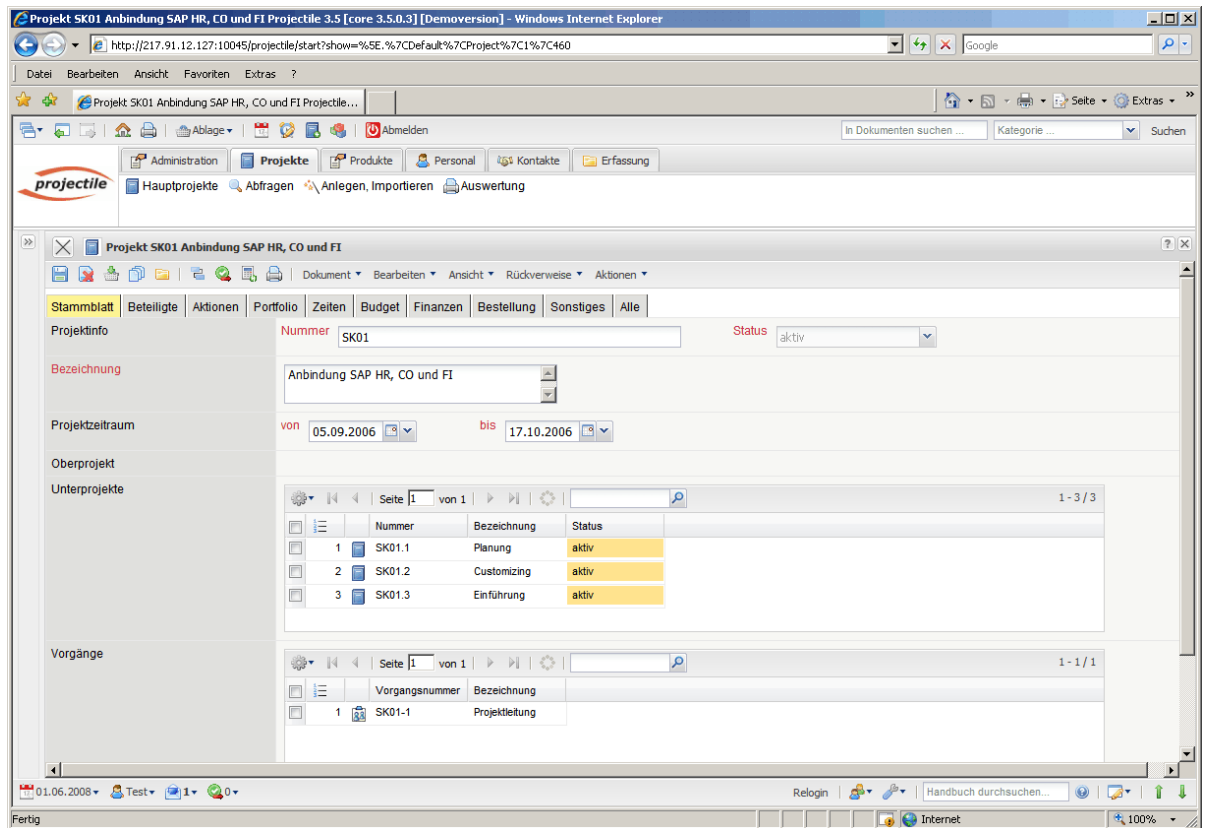 Projekt SK01 Anbindung SAP HR, CO und FI Projectile 3.5 [core 3.5.0.3] [Demoversion] - Windows Internet Explorer
http://217.91.12.127:10045/projectile/start?show=%5E.%7CDefault%7CProject%7C1%7C460
Google
Datei Bearbeiten Ansicht Favoriten Extras ?
Projekt SK01 Anbindung SAP HR, CO und FI Projectile...
Seite Extras »
Ablage Abmelden In Dokumenten suchen ... Kategorie ... Suchen
Administration Projekte Produkte Personal Kontakte Erfassung
projectile
Hauptprojekte Abfragen Anlegen, Importieren Auswertung
Projekt SK01 Anbindung SAP HR, CO und FI
Dokument Bearbeiten Ansicht Rückverweise Aktionen
Stammblatt Beteiligte Aktionen Portfolio Zeiten Budget Finanzen Bestellung Sonstiges Alle
Projektinfo Nummer SK01 Status aktiv
Bezeichnung Anbindung SAP HR, CO und FI
Projektzeitraum von 05.09.2006 bis 17.10.2006
Oberprojekt
Unterprojekte
Seite 1 von 1 1 - 3 / 3
Nummer Bezeichnung Status
1 SK01.1 Planung aktiv
2 SK01.2 Customizing aktiv
3 SK01.3 Einführung aktiv
Vorgänge
Seite 1 von 1 1 - 1 / 1
Vorgangsnummer Bezeichnung
1 SK01-1 Projektleitung
01.06.2008 Test 1 0 Relogin Handbuch durchsuchen...
Fertig Internet 100%